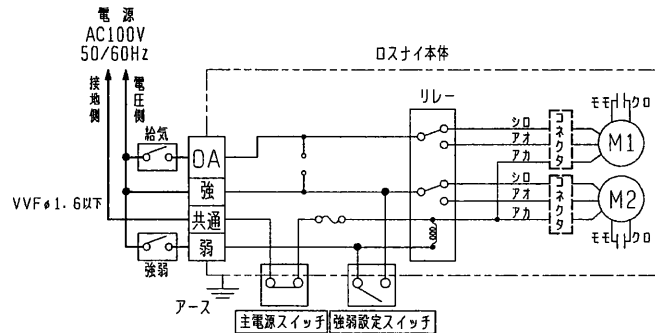 電 源
AC100V
50/60Hz
接地側
電圧側
ロスナイ本体
給気
リレー
OA
強
共通
弱
VVFφ1.6以下
強弱
アース
主電源スイッチ
強弱設定スイッチ
シロ
アオ
アカ
シロ
アオ
アカ
コネクタ
コネクタ
モモ
クロ
M1
M2
モモ
クロ